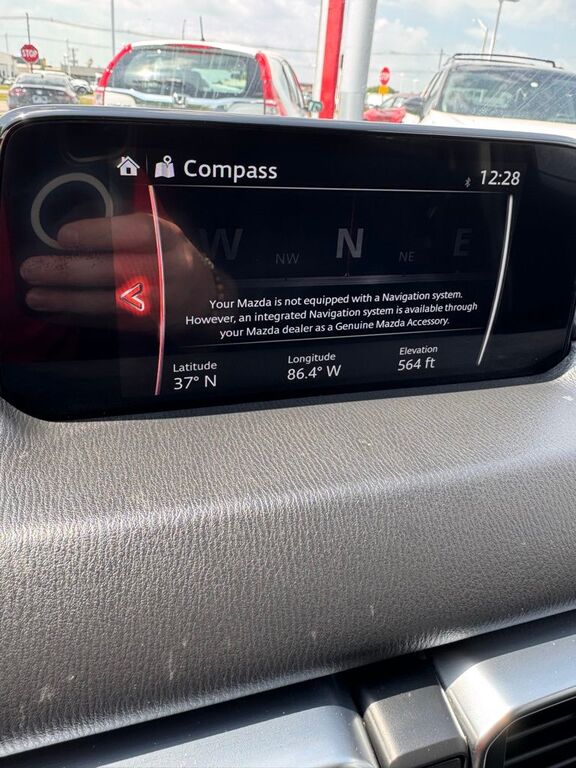 STOP
Compass
12:28
W NW N NE E
Your Mazda is not equipped with a Navigation system.
However, an integrated Navigation system is available through
your Mazda dealer as a Genuine Mazda Accessory.
Latitude Longitude Elevation
37° N 86.4° W 564 ft